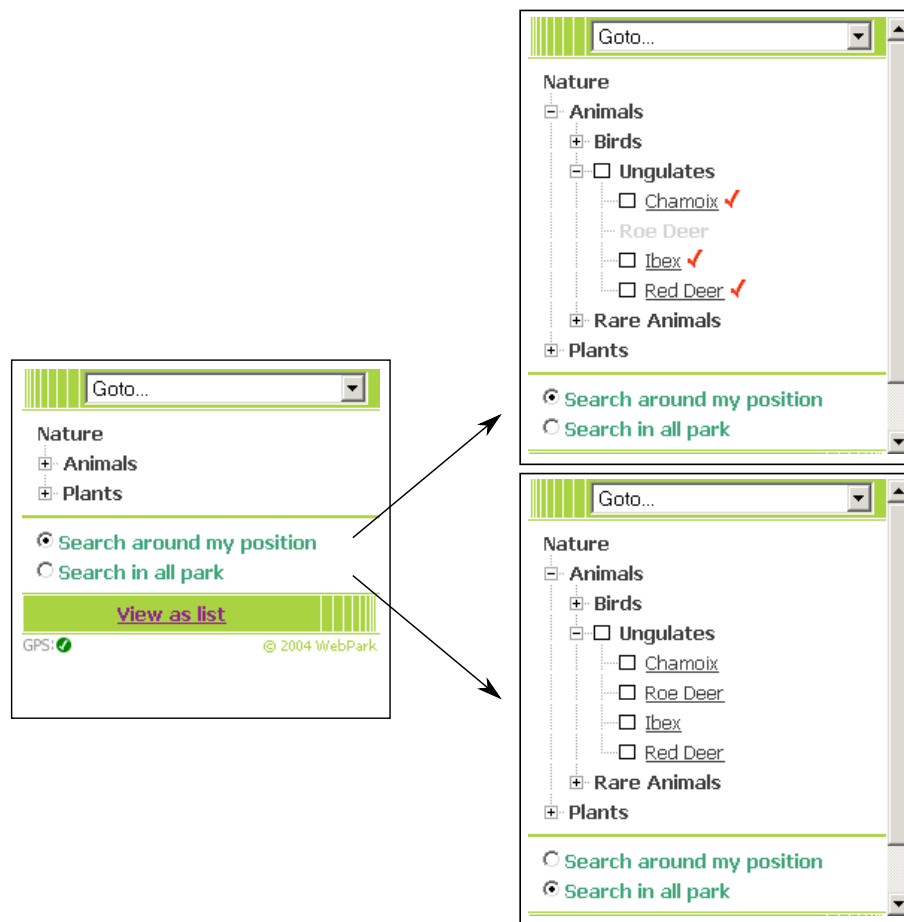 Goto...
Nature
Animals
Plants
Search around my position
Search in all park
View as list
GPS:
© 2004 WebPark
Goto...
Nature
Animals
Birds
Ungulates
Chamoix
Roe Deer
Ibex
Red Deer
Rare Animals
Plants
Search around my position
Search in all park
Goto...
Nature
Animals
Birds
Ungulates
Chamoix
Roe Deer
Ibex
Red Deer
Rare Animals
Plants
Search around my position
Search in all park